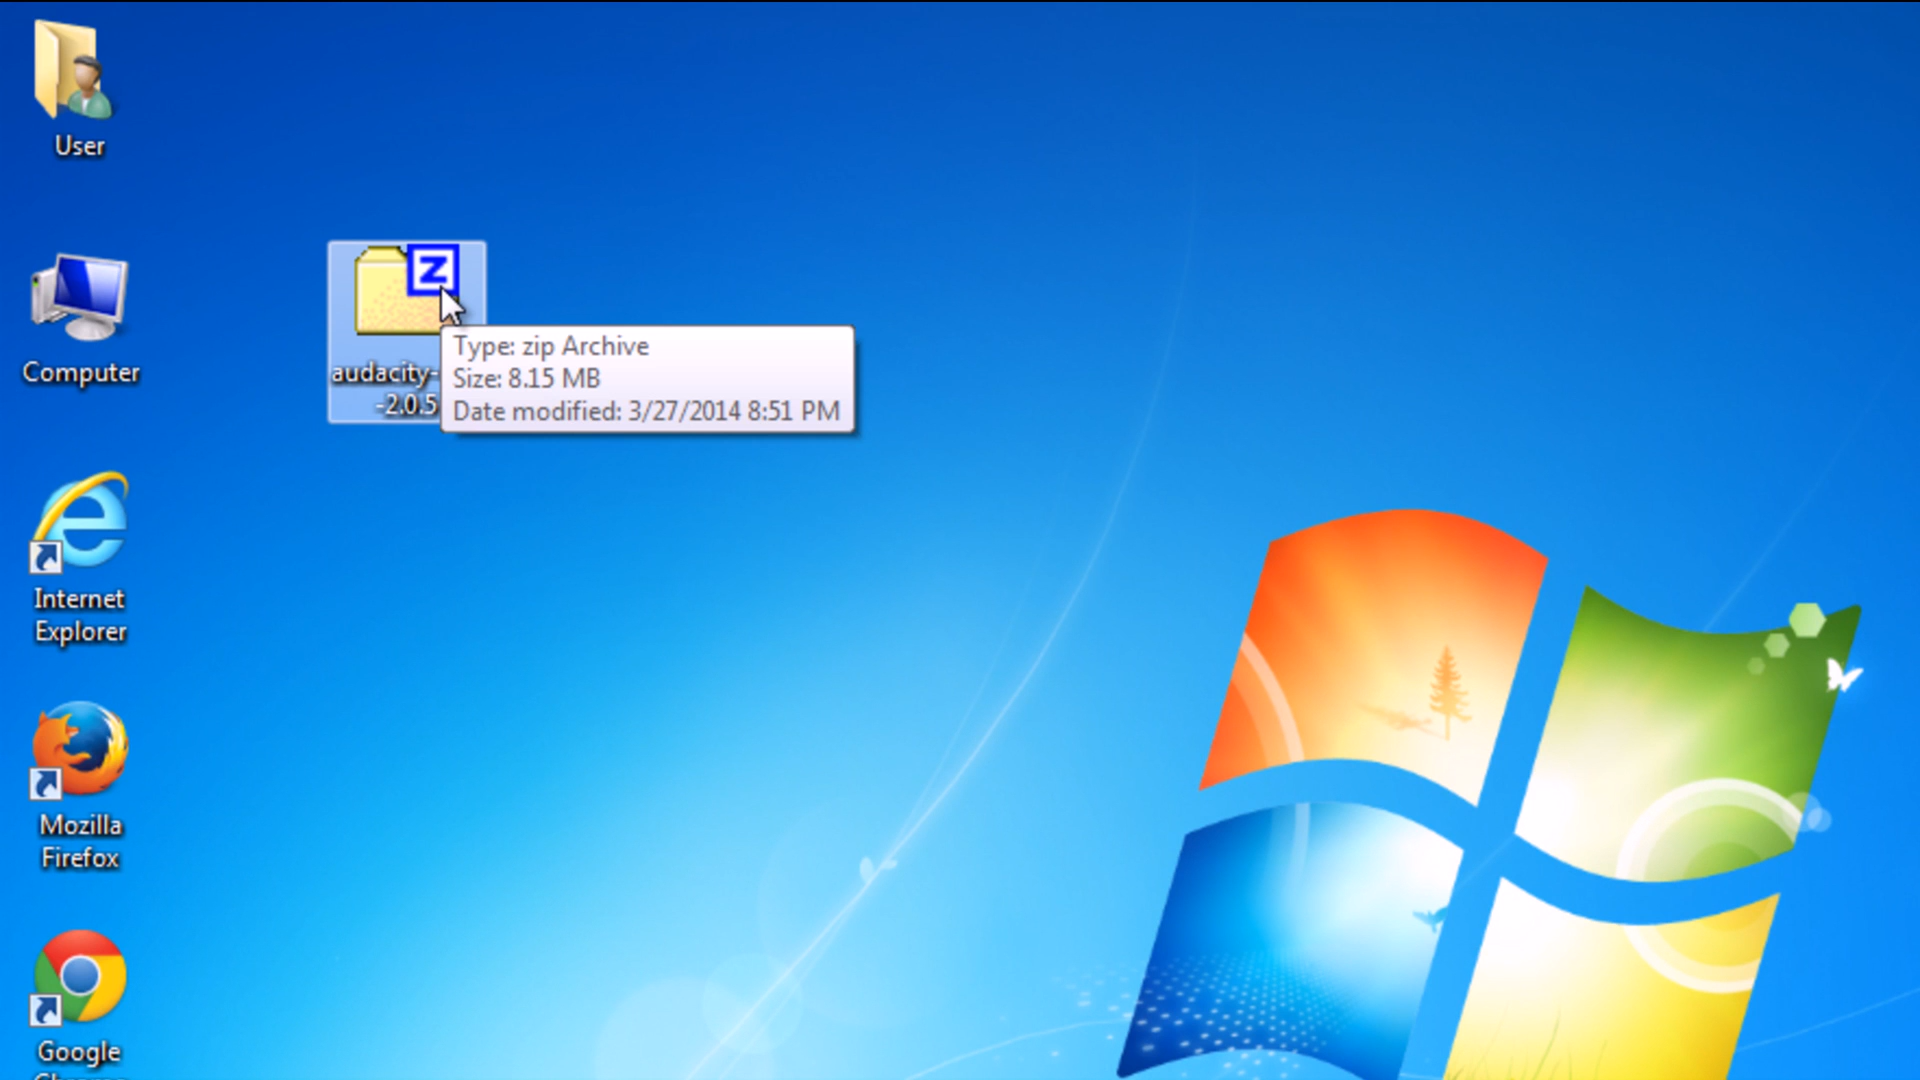 User
Computer
Internet
Explorer
Mozilla
Firefox
Google
Z
audacity-
-2.0.5
Type: zip Archive
Size: 8.15 MB
Date modified: 3/27/2014 8:51 PM